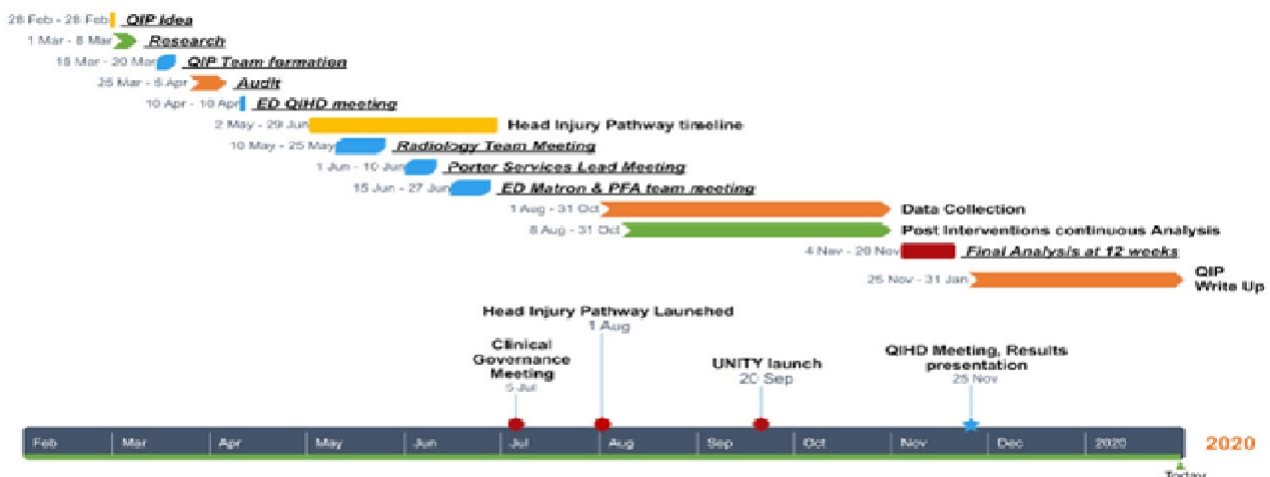 28 Feb - 28 Feb QIP idea
1 Mar - 8 Mar Research
Mar - 20 Mar QIP Team formation
25 Mar - 5 Apr Audit
10 Apr - 10 Apr ED QIHD meeting
2 May - 29 Jun Head Injury Pathway timeline
10 May - 25 May Radiology Team Meeting
1 Jun - 10 Jun Porter Services Lead Meeting
15 Jun - 27 Jun ED Matron & PFA team meeting
1 Aug - 31 Oct Data Collection
8 Aug - 31 Oct Post Interventions continuous Analysis
4 Nov - 20 Nov Final Analysis at 12 weeks
25 Nov - 31 Jan QIP
Write Up
Head Injury Pathway Launched
1 Aug
Clinical
Governance
Meeting
5 Jul
UNITY launch
20 Sep
QIHD Meeting, Results
presentation
25 Nov
Feb Mar Apr May Jun Jul Aug Sep Oct Nov Dec 2020 2020
Today